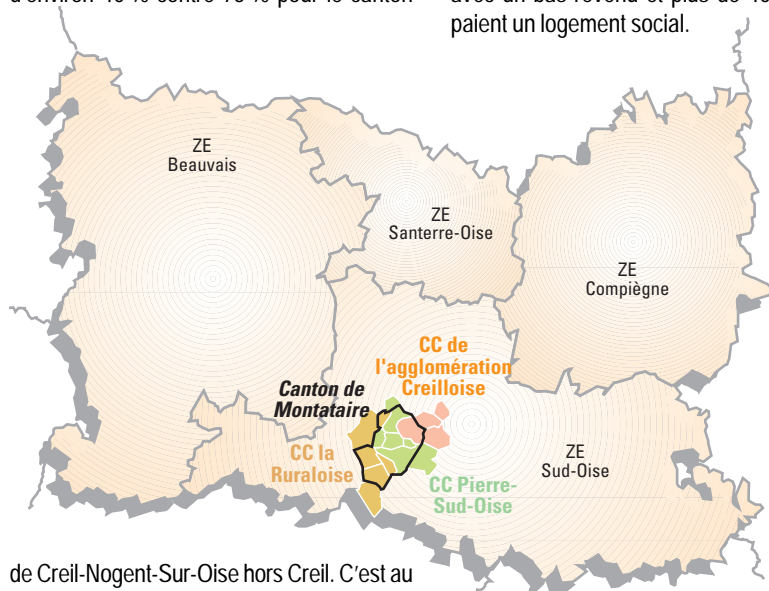 avec un bas revenu et plus de
paient un logement social.
ZE
Beauvais
ZE
Santerre-Oise
ZE
Compiègne
CC de
l'agglomération
Creilloise
Canton de
Montataire
CC la
Ruraloise
ZE
Sud-Oise
CC Pierre-
Sud-Oise
de Creil-Nogent-Sur-Oise hors Creil. C'est au